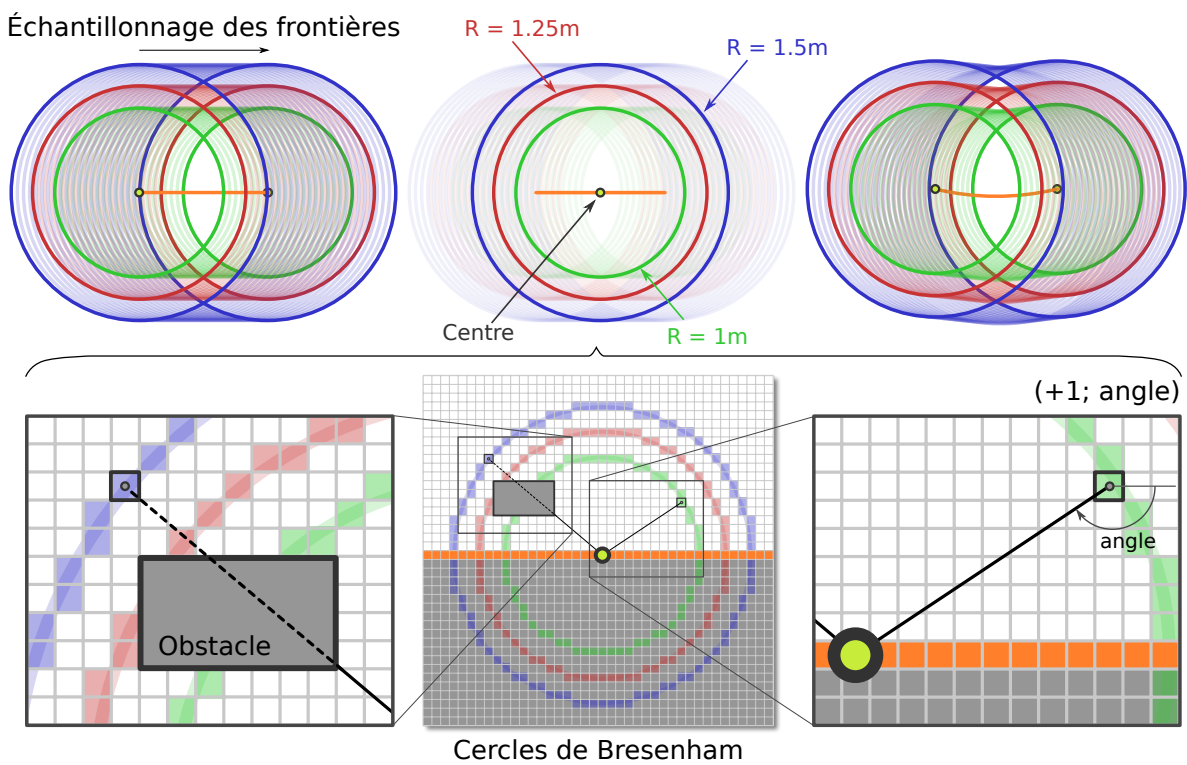 Échantillonnage des frontières
R = 1.25m
R = 1.5m
Centre
R = 1m
(+1; angle)
angle
Obstacle
Cercles de Bresenham